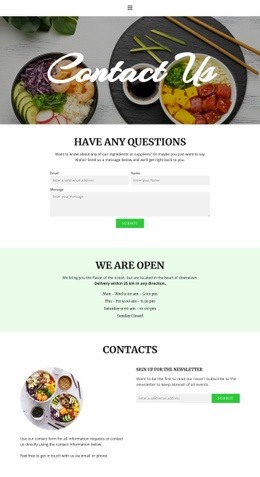 Contact Us
HAVE ANY QUESTIONS
Want to know about any of our ingredients or suppliers? Or maybe you just want to say
Aloha! Send us a message below and we'll get right back to you.
Email
Name
Enter a valid email address
Enter your Name
Message
Enter your message
SUBMIT
WE ARE OPEN
We bring you the flavor of the ocean, but are located in the heart of downtown.
Delivery within 25 km in any direction.
Mon – Wed 11:00 am – 5:00 pm
Thu – Fri 11:00 am – 9:00 pm
Saturday 11:00 am – 11:00 pm
Sunday Closed
CONTACTS
SIGN UP FOR THE NEWSLETTER
Want to be the first to read our news? Subscribe to the
newsletter to keep abreast of all events.
Enter a valid email address
SUBMIT
Use our contact form for all information requests or contact
us directly using the contact information below.
Feel free to get in touch with us via email or phone